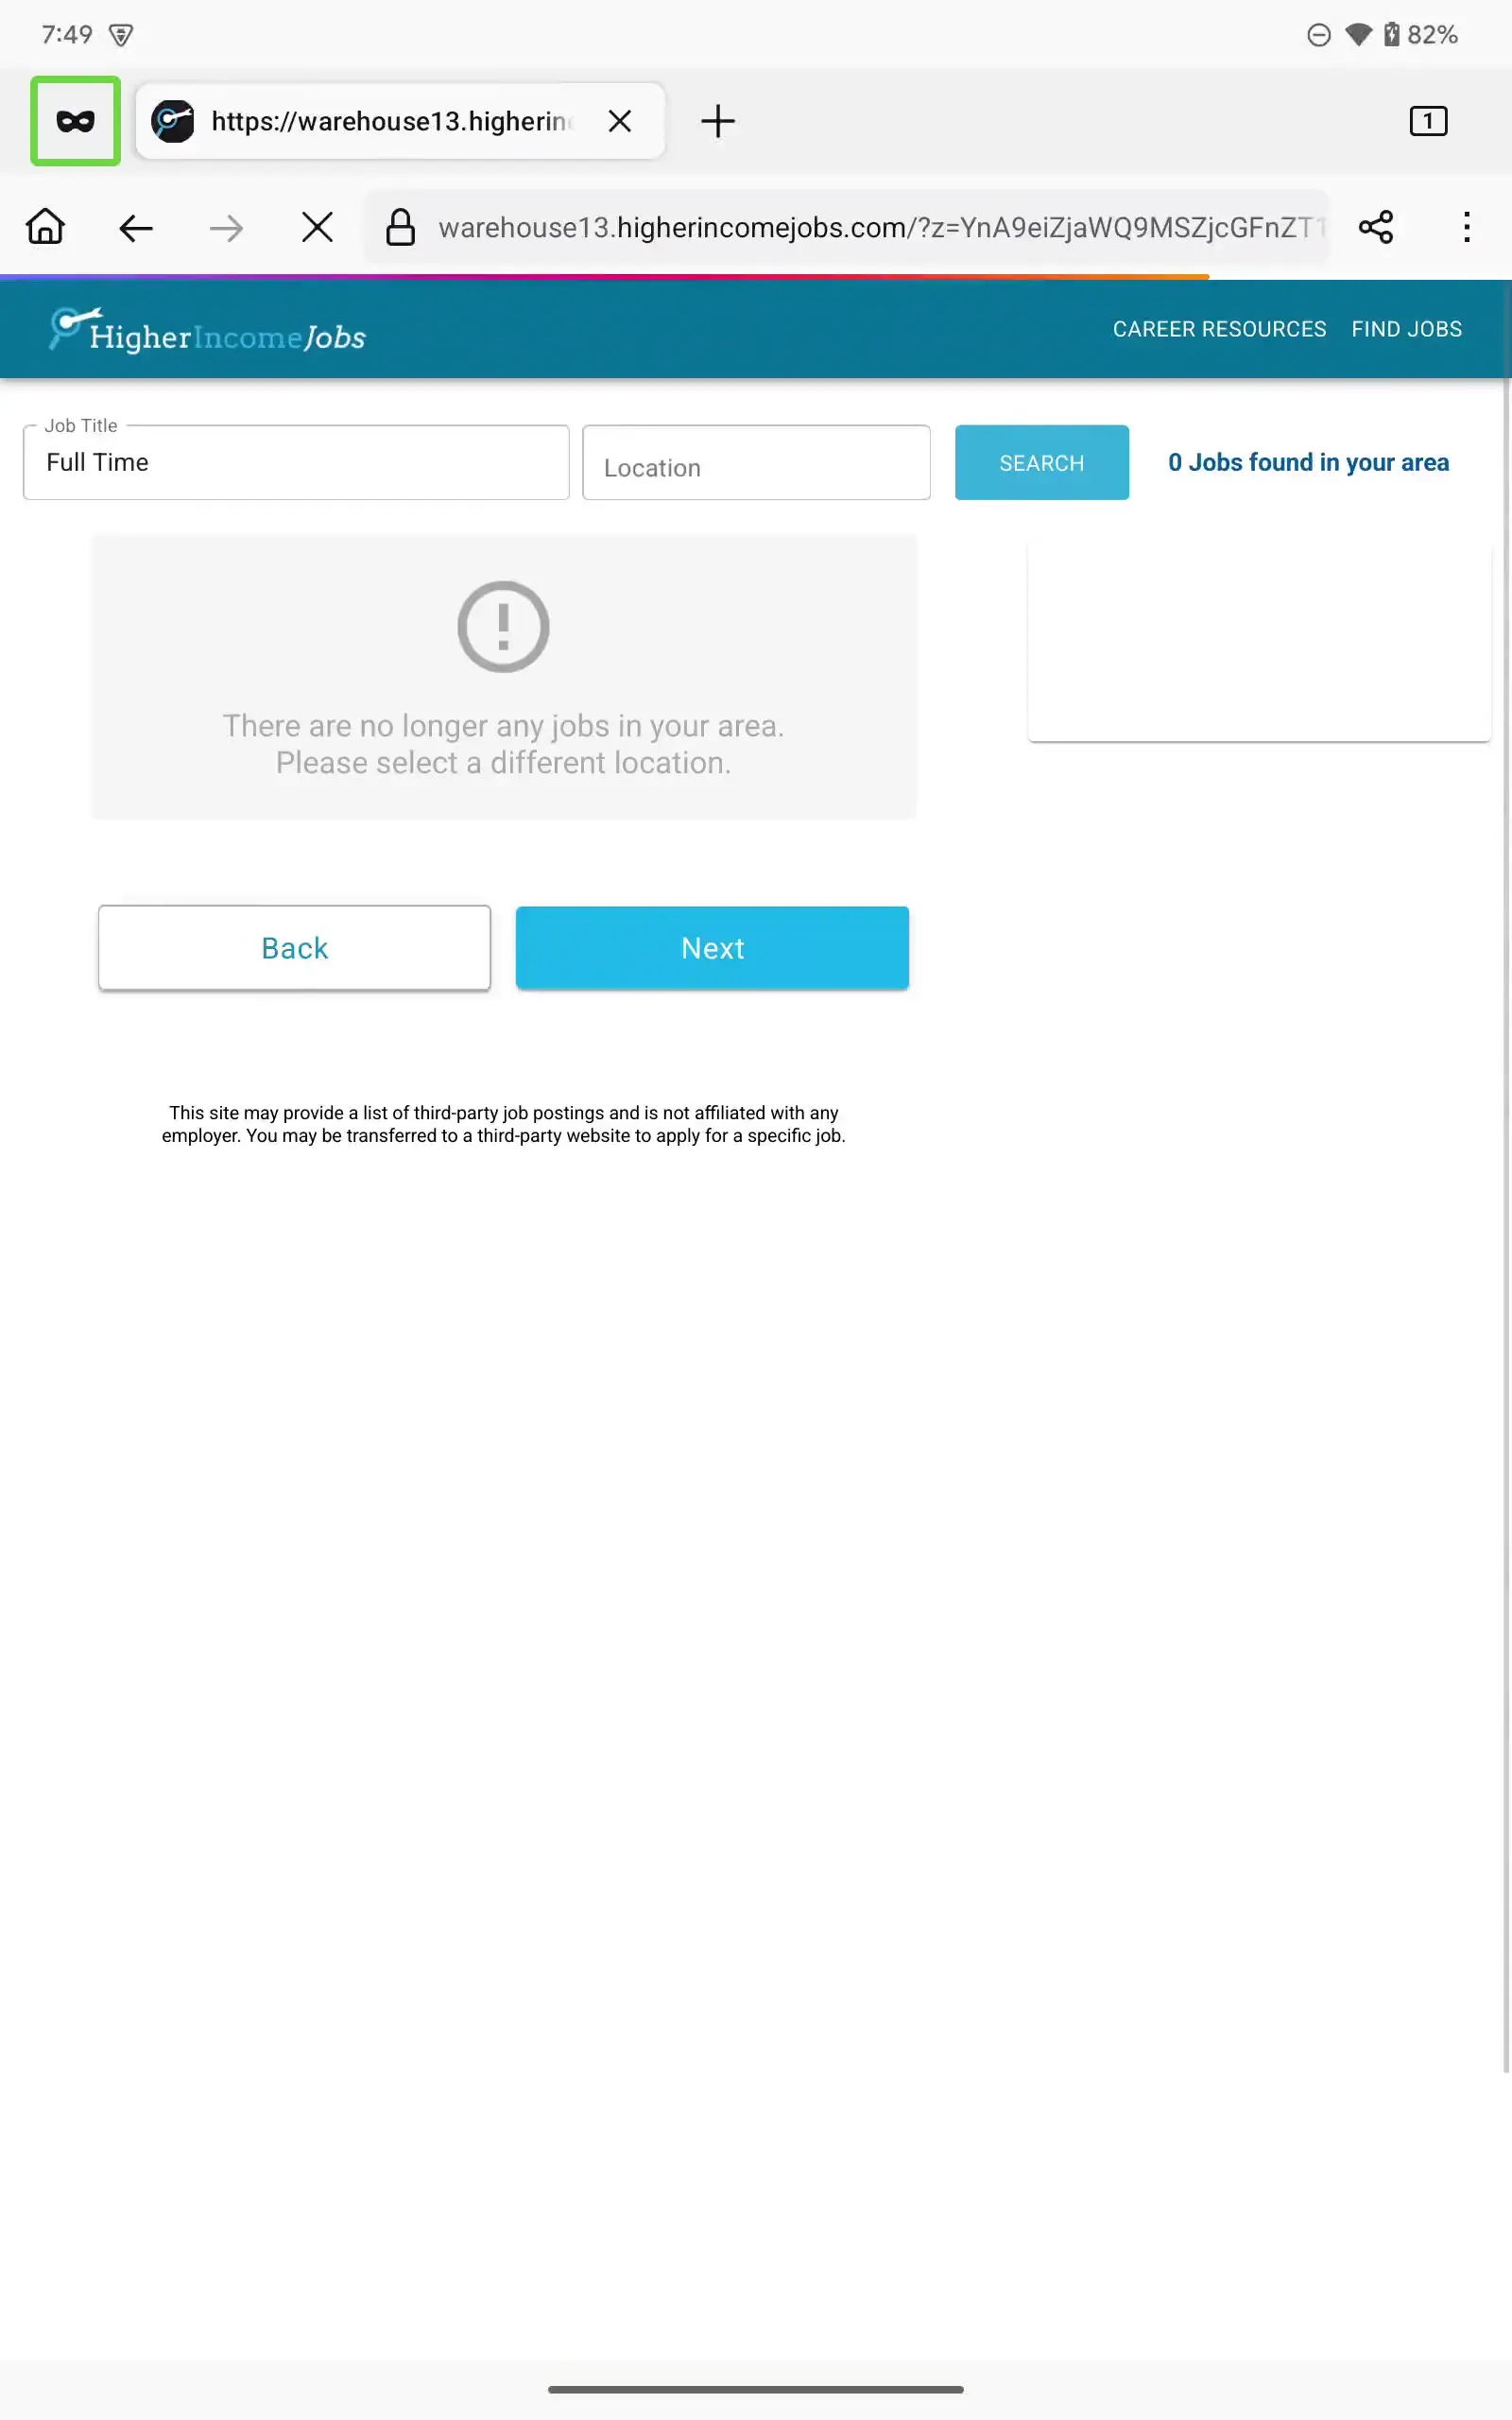 7:49
82%
https://warehouse13.higherin
1
warehouse13.higherincomejobs.com/?z=YnA9eiZjaWQ9MSZjcGFnZT1
HigherIncomeJobs
CAREER RESOURCES
FIND JOBS
Job Title
Full Time
Location
SEARCH
0 Jobs found in your area
There are no longer any jobs in your area.
Please select a different location.
Back
Next
This site may provide a list of third-party job postings and is not affiliated with any
employer. You may be transferred to a third-party website to apply for a specific job.